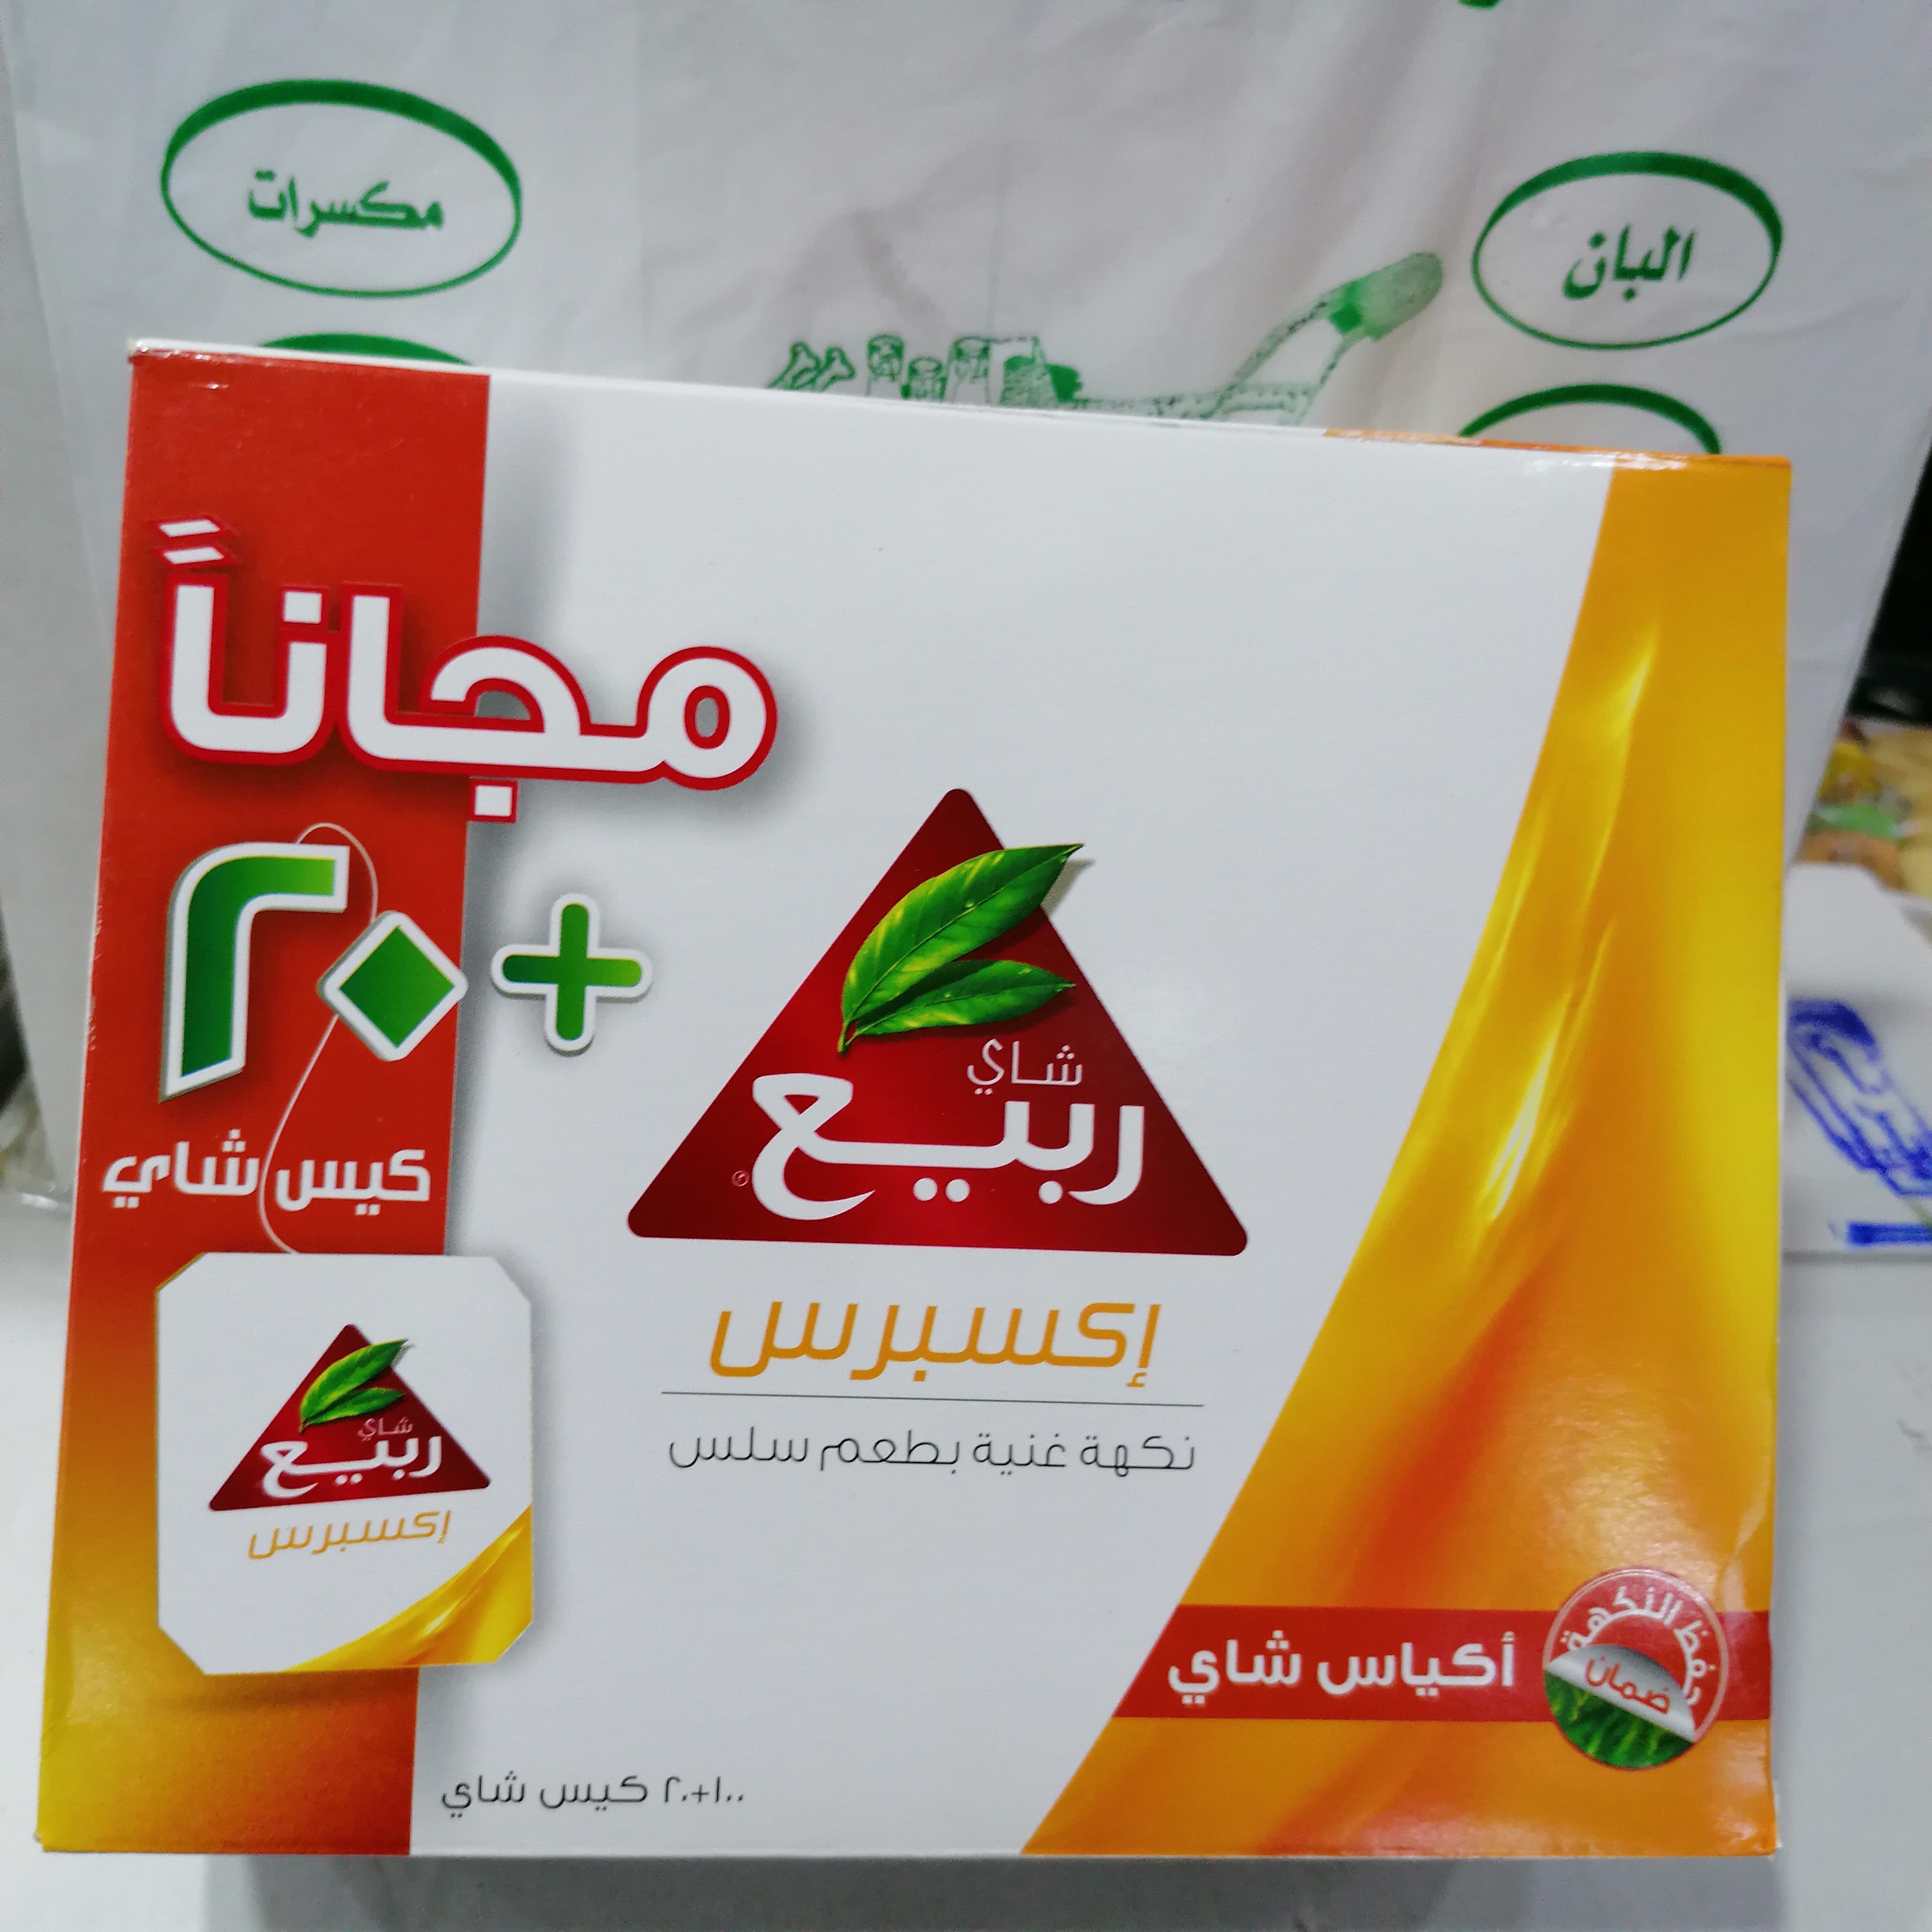 مكسرات
البان
مجاناً
+٢٠
كيس شاي
شاي
ربيع
إكسبرس
نكهة غنية بطعم سلس
شاي
ربيع
إكسبرس
أكياس شاي
حفظ النكهة
ضمان
١٠٠+٢٠ كيس شاي